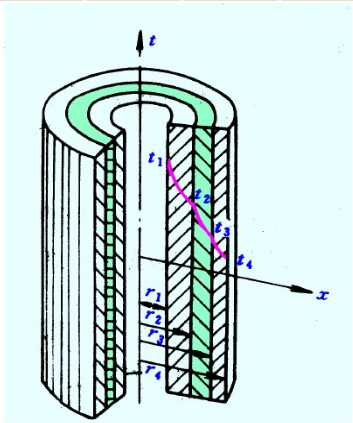 t
t₁
t₂
t₃
t₄
x
r₁
r₂
r₃
r₄